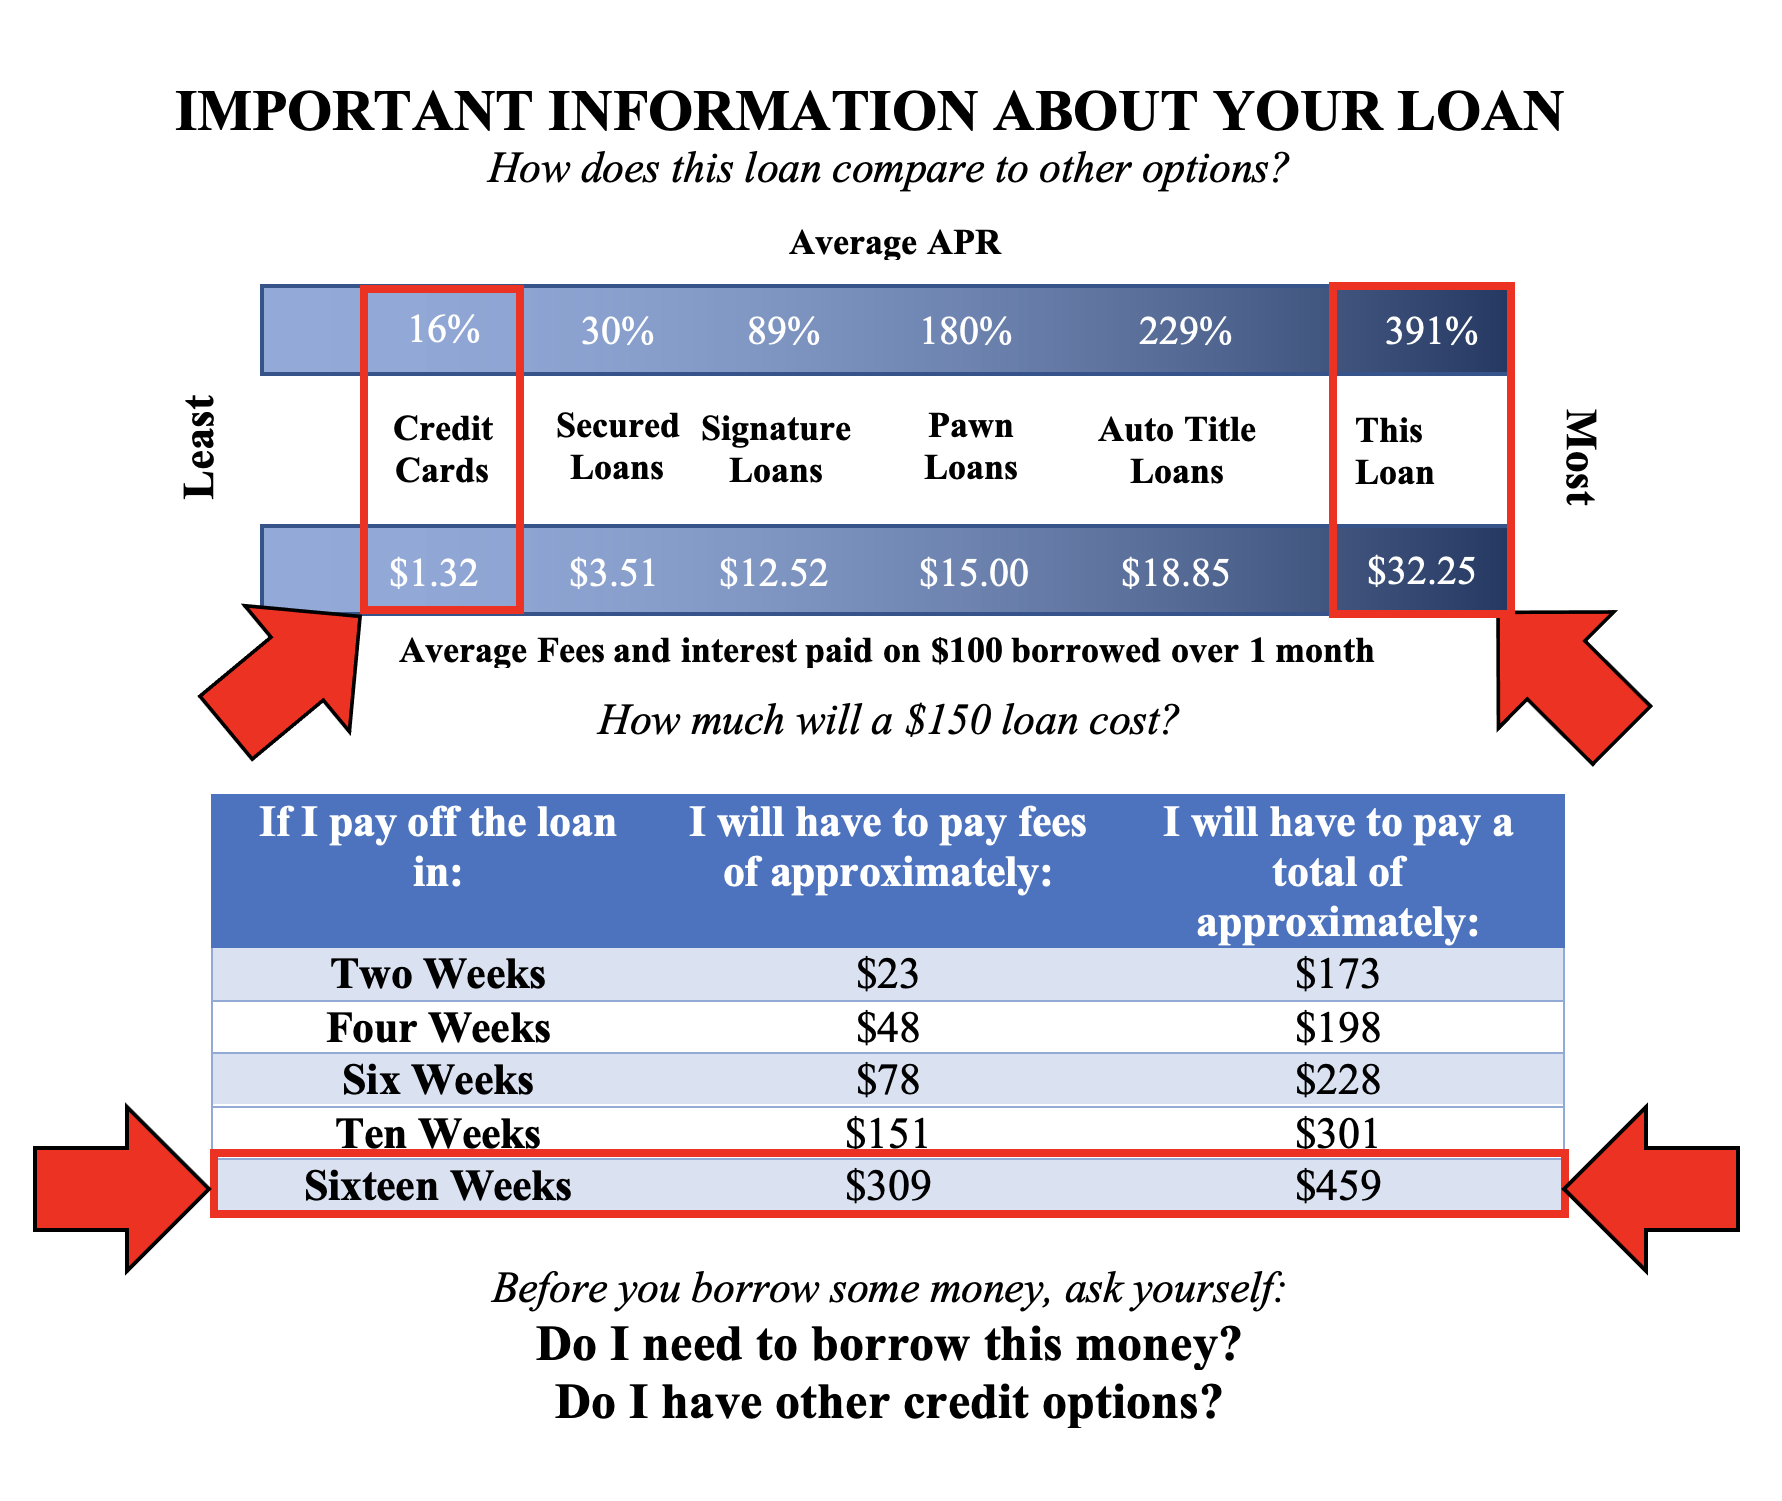 IMPORTANT INFORMATION ABOUT YOUR LOAN
How does this loan compare to other options?
Average APR
16% 30% 89% 180% 229% 391%
Least
Credit Cards
Secured Loans
Signature Loans
Pawn Loans
Auto Title Loans
This Loan
Most
$1.32 $3.51 $12.52 $15.00 $18.85 $32.25
Average Fees and interest paid on $100 borrowed over 1 month
How much will a $150 loan cost?
If I pay off the loan in:
I will have to pay fees of approximately:
I will have to pay a total of approximately:
Two Weeks $23 $173
Four Weeks $48 $198
Six Weeks $78 $228
Ten Weeks $151 $301
Sixteen Weeks $309 $459
Before you borrow some money, ask yourself:
Do I need to borrow this money?
Do I have other credit options?